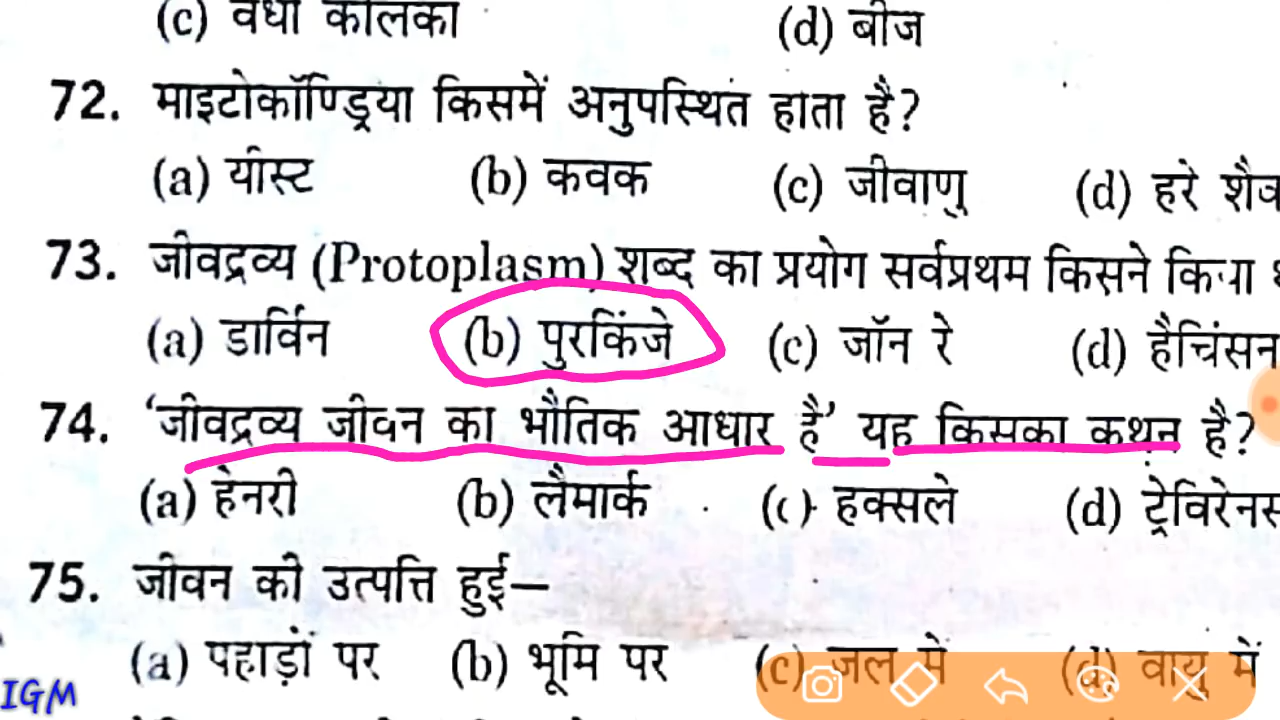 (c) वर्धी कलिका (d) बीज
72. माइटोकॉण्ड्रिया किसमें अनुपस्थित होता है?
(a) यीस्ट (b) कवक (c) जीवाणु (d) हरे
73. जीवद्रव्य (Protoplasm) शब्द का प्रयोग सर्वप्रथम किसने किया
(a) डार्विन (b) पुरकिंजे (c) जॉन रे (d) हैचिंसन
74. 'जीवद्रव्य जीवन का भौतिक आधार है' यह किसका कथन है?
(a) हेनरी (b) लैमार्क (c) हक्सले (d) ट्रेविरेनस
75. जीवन की उत्पत्ति हुई–
(a) पहाड़ों पर (b) भूमि पर (c) जल में (d) वायु में
IGM